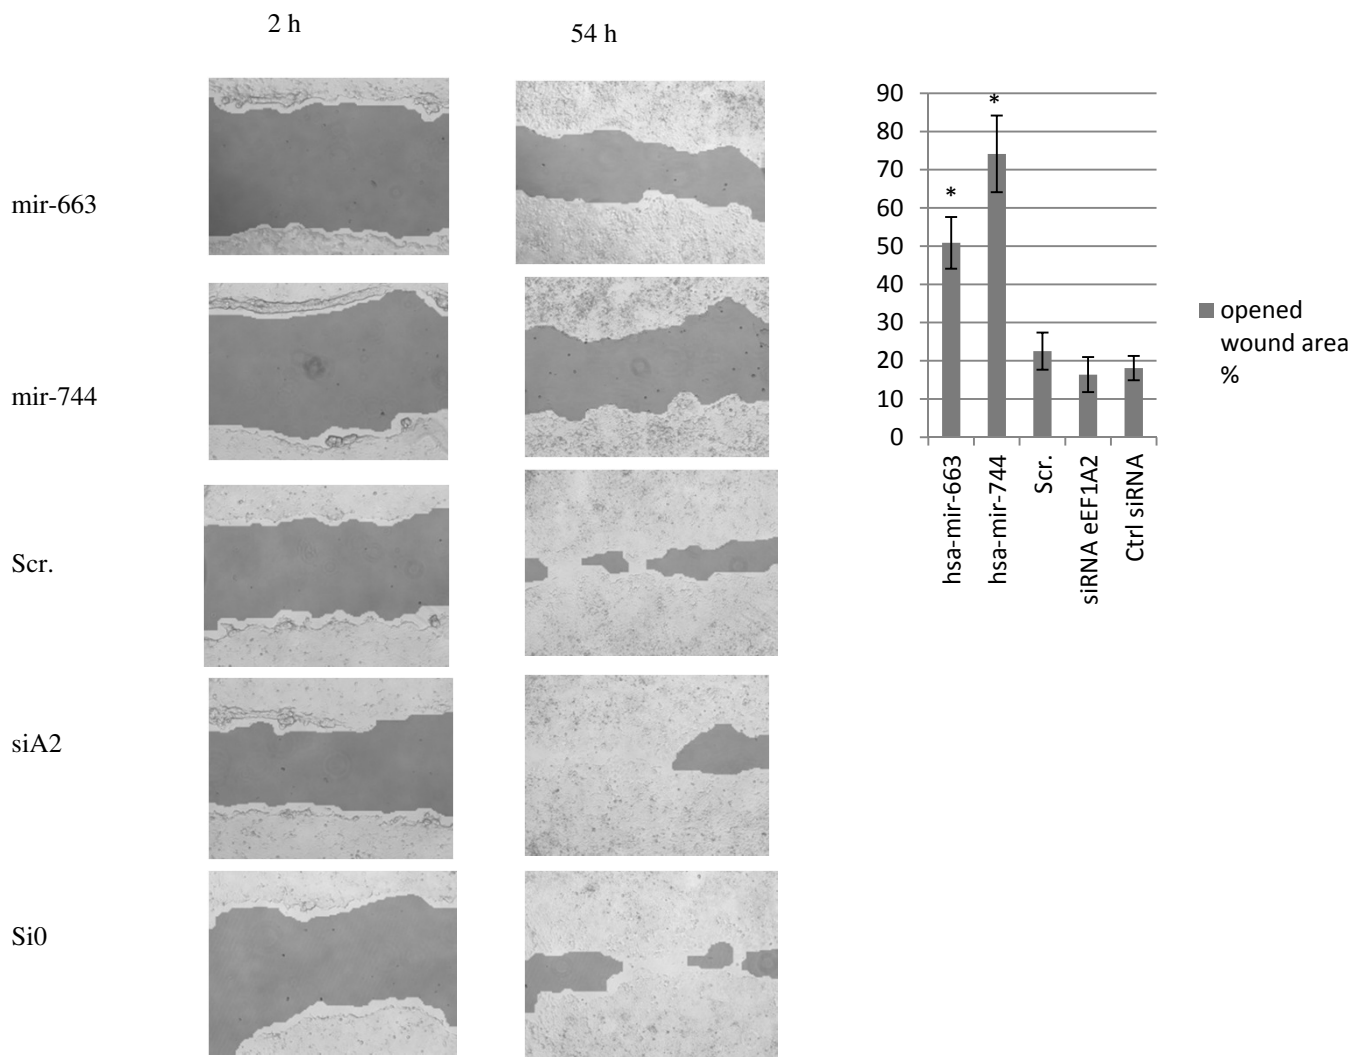 2 h
54 h
mir-663
mir-744
Scr.
siA2
Si0
90
80
70
60
50
40
30
20
10
0
*
*
hsa-mir-663
hsa-mir-744
Scr.
siRNA eEF1A2
Ctrl siRNA
opened
wound area
%